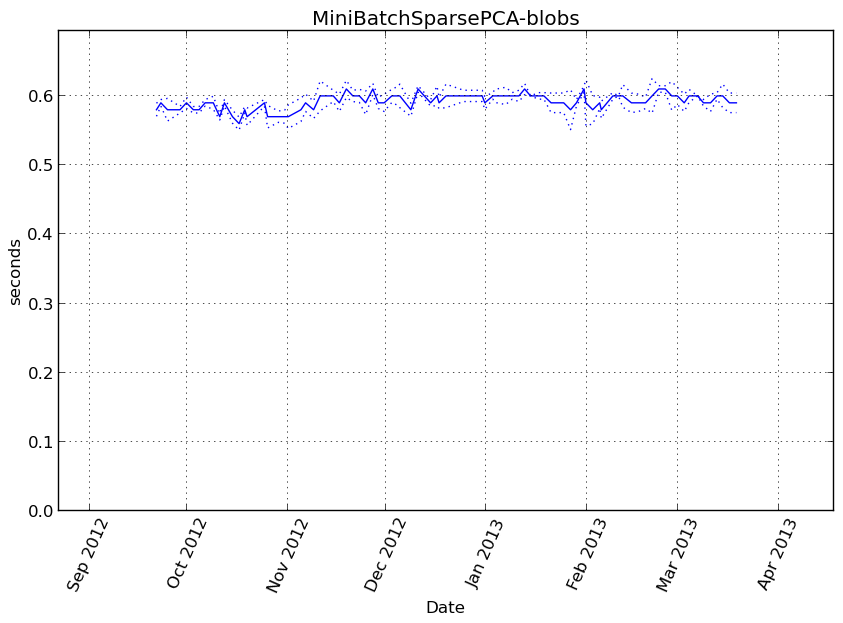 MiniBatchSparsePCA-blobs
seconds
0.6
0.5
0.4
0.3
0.2
0.1
0.0
Sep 2012
Oct 2012
Nov 2012
Dec 2012
Jan 2013
Feb 2013
Mar 2013
Apr 2013
Date